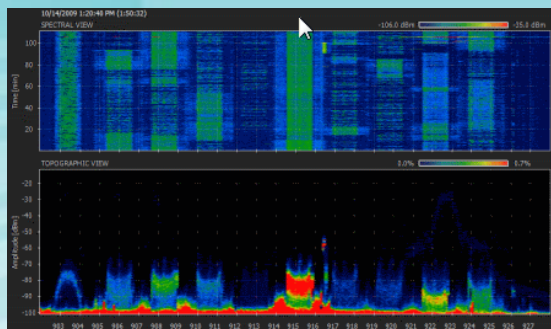 10/14/2009 1:20:48 PM (1:50:32)
SPECTRAL VIEW
-106.0 dBm
-35.0 dBm
Time [min]
100
80
60
40
20
TOPOGRAPHIC VIEW
0.0%
0.7%
Amplitude [dBm]
-20
-30
-40
-50
-60
-70
-80
-90
-100
903 904 905 906 907 908 909 910 911 912 913 914 915 916 917 918 919 920 921 922 923 924 925 926 927